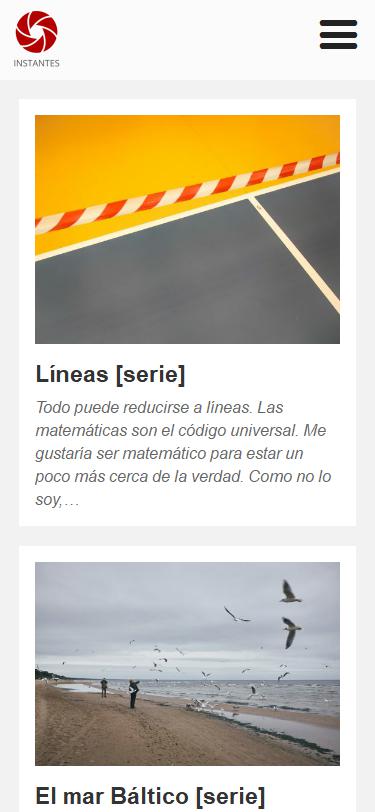 INSTANTES
Líneas [serie]
Todo puede reducirse a líneas. Las
matemáticas son el código universal. Me
gustaría ser matemático para estar un
poco más cerca de la verdad. Como no lo
soy,…
El mar Báltico [serie]